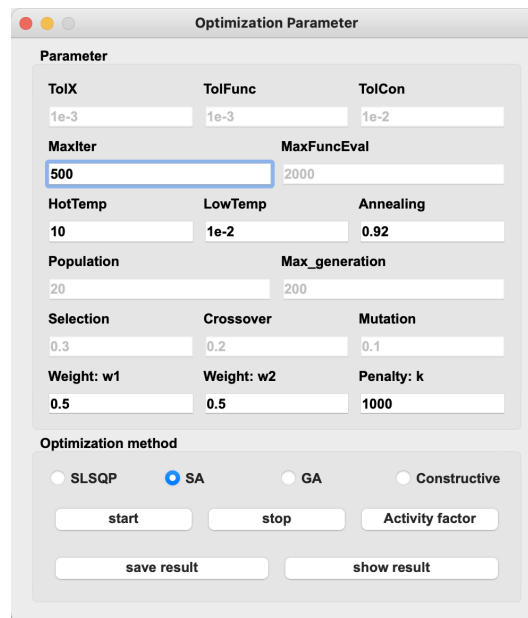 Optimization Parameter
Parameter
TolX TolFunc TolCon
1e-3 1e-3 1e-2
MaxIter MaxFuncEval
500 2000
HotTemp LowTemp Annealing
10 1e-2 0.92
Population Max_generation
20 200
Selection Crossover Mutation
0.3 0.2 0.1
Weight: w1 Weight: w2 Penalty: k
0.5 0.5 1000
Optimization method
SLSQP SA GA Constructive
start stop Activity factor
save result show result